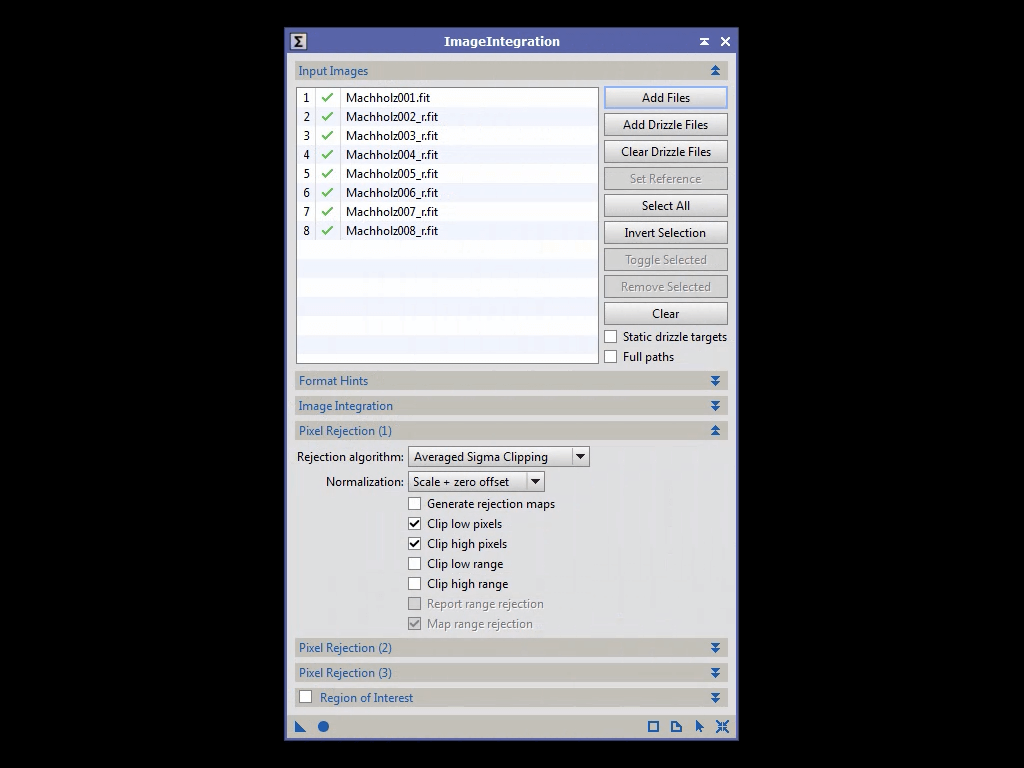 Σ ImageIntegration
Input Images
1 Machholz001.fit
2 Machholz002_r.fit
3 Machholz003_r.fit
4 Machholz004_r.fit
5 Machholz005_r.fit
6 Machholz006_r.fit
7 Machholz007_r.fit
8 Machholz008_r.fit
Add Files
Add Drizzle Files
Clear Drizzle Files
Set Reference
Select All
Invert Selection
Toggle Selected
Remove Selected
Clear
Static drizzle targets
Full paths
Format Hints
Image Integration
Pixel Rejection (1)
Rejection algorithm: Averaged Sigma Clipping
Normalization: Scale + zero offset
Generate rejection maps
Clip low pixels
Clip high pixels
Clip low range
Clip high range
Report range rejection
Map range rejection
Pixel Rejection (2)
Pixel Rejection (3)
Region of Interest